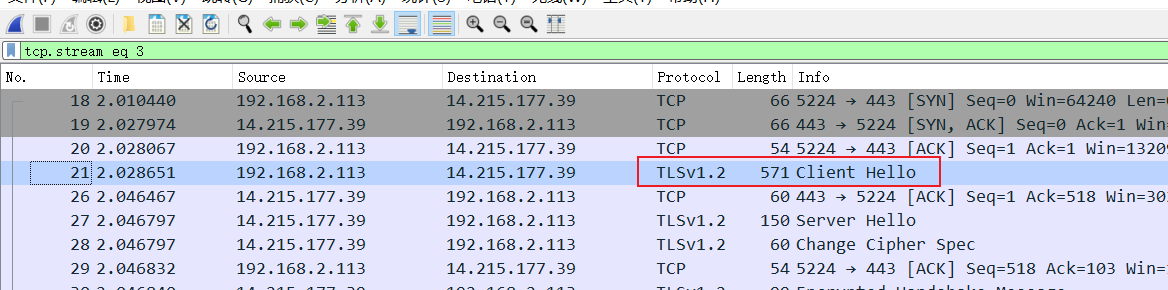 tcp.stream eq 3
No. Time Source Destination Protocol Length Info
18 2.010440 192.168.2.113 14.215.177.39 TCP 66 5224 → 443 [SYN] Seq=0 Win=64240 Len=
19 2.027974 14.215.177.39 192.168.2.113 TCP 66 443 → 5224 [SYN, ACK] Seq=0 Ack=1 Win=
20 2.028067 192.168.2.113 14.215.177.39 TCP 54 5224 → 443 [ACK] Seq=1 Ack=1 Win=1320
21 2.028651 192.168.2.113 14.215.177.39 TLSv1.2 571 Client Hello
26 2.046467 14.215.177.39 192.168.2.113 TCP 60 443 → 5224 [ACK] Seq=1 Ack=518 Win=30
27 2.046797 14.215.177.39 192.168.2.113 TLSv1.2 150 Server Hello
28 2.046797 14.215.177.39 192.168.2.113 TLSv1.2 60 Change Cipher Spec
29 2.046832 192.168.2.113 14.215.177.39 TCP 54 5224 → 443 [ACK] Seq=518 Ack=103 Win=